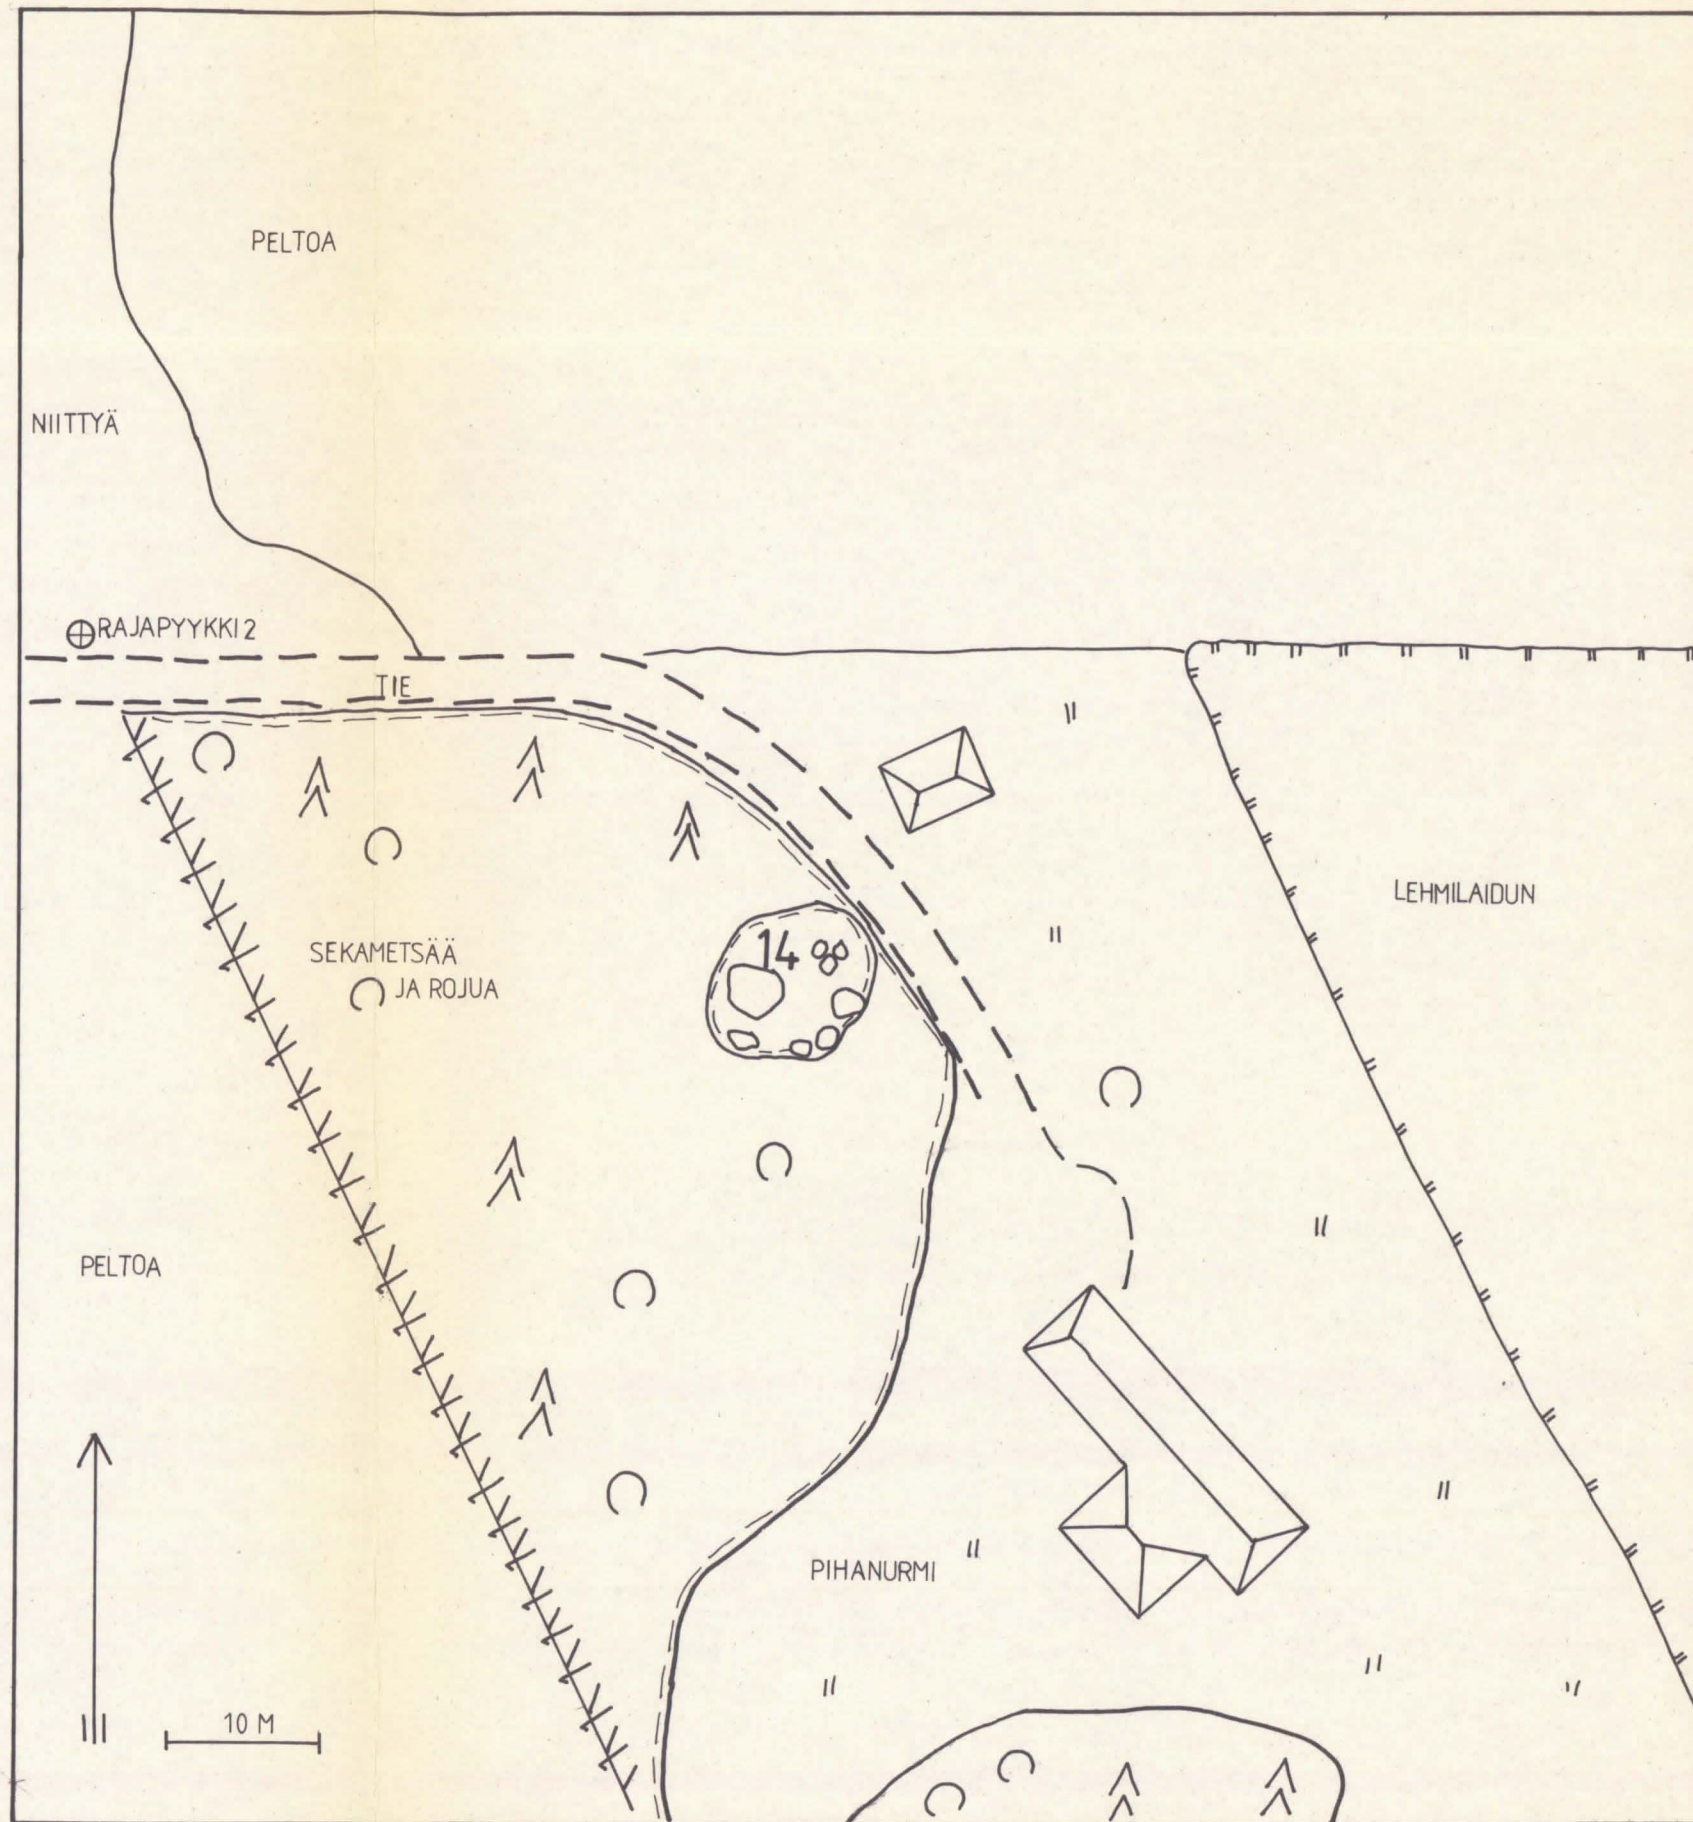 PELTOA
NIITTYÄ
RAJAPYYKKI 2
TIE
LEHMILAIDUN
14
SEKAMETSÄÄ
JA ROJUA
PELTOA
PIHANURMI
10 M